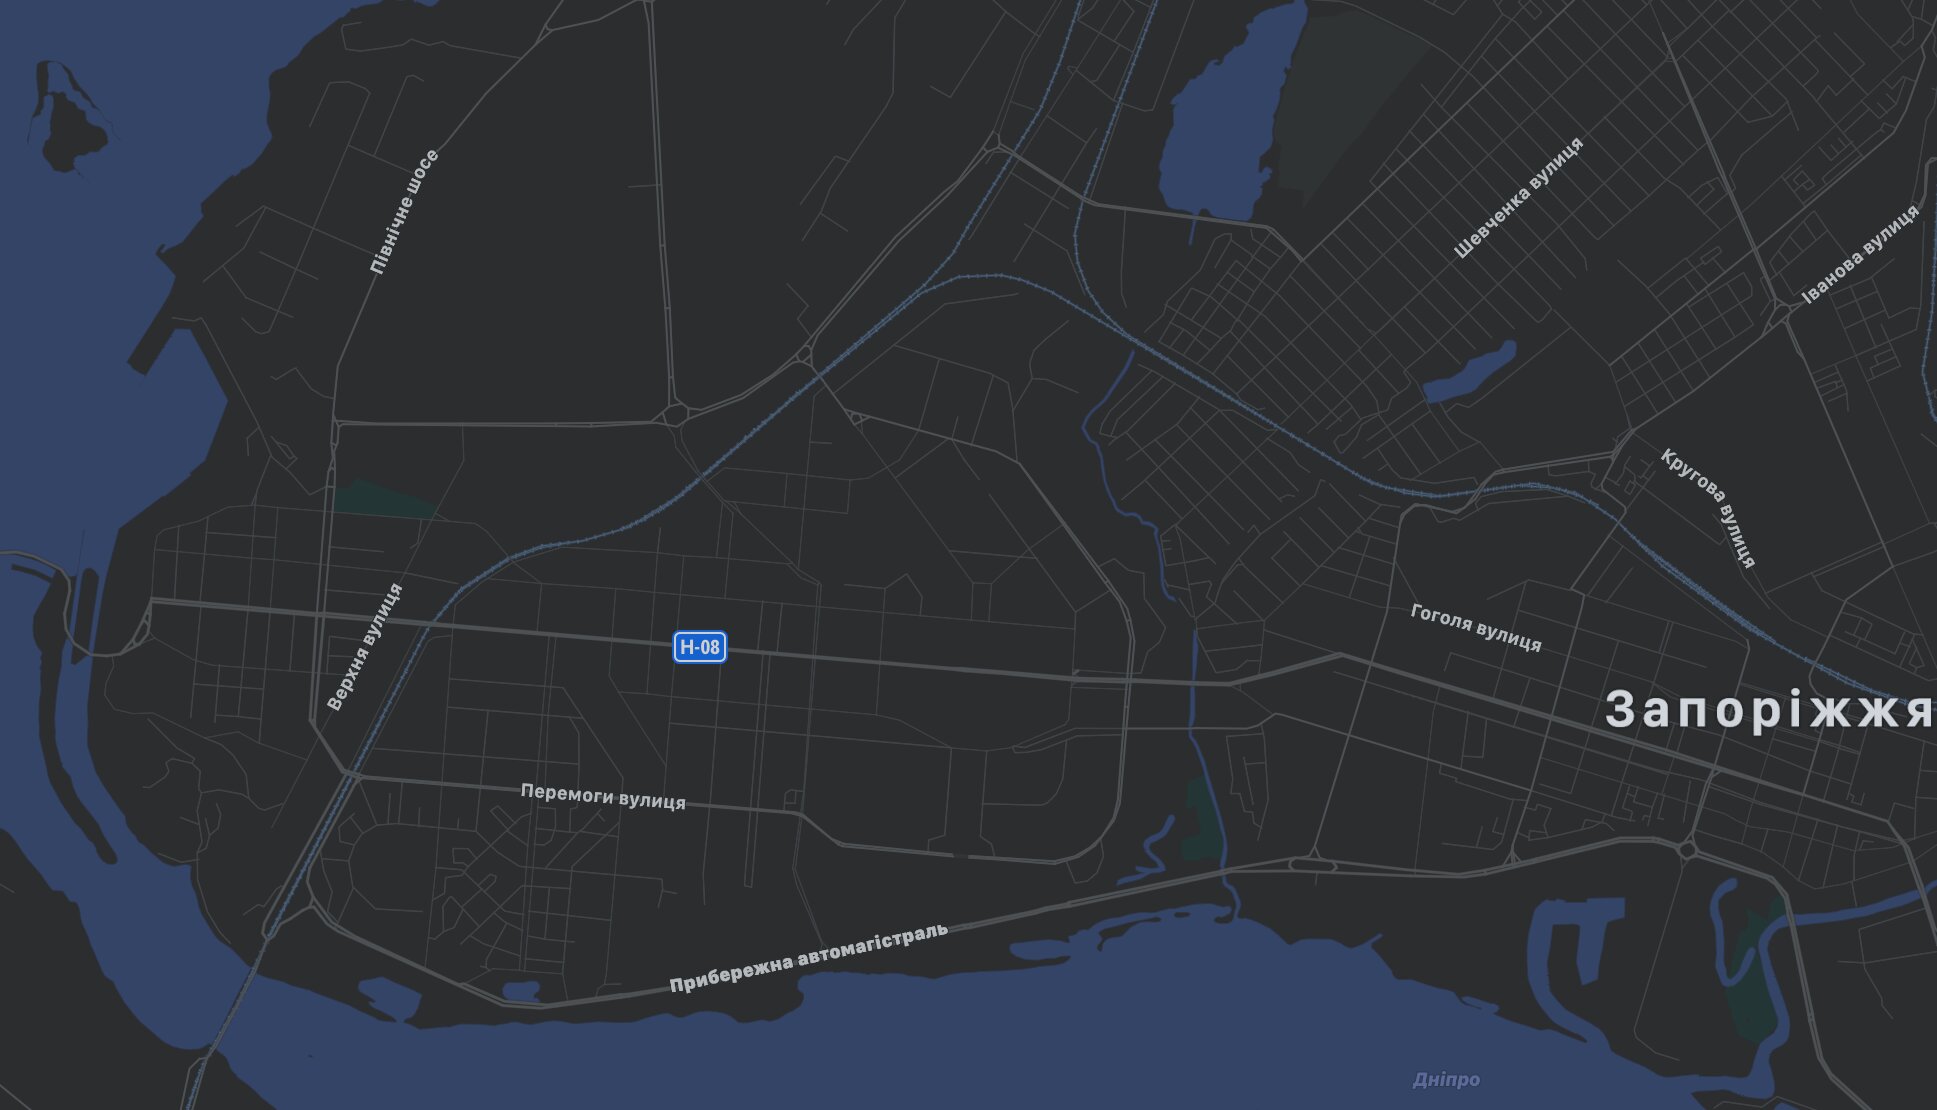 Північне шосе
Шевченка вулиця
Іванова вулиця
Кругова вулиця
Верхня вулиця
Н-08
Гоголя вулиця
Запоріжжя
Перемоги вулиця
Прибережна автомагістраль
Дніпро